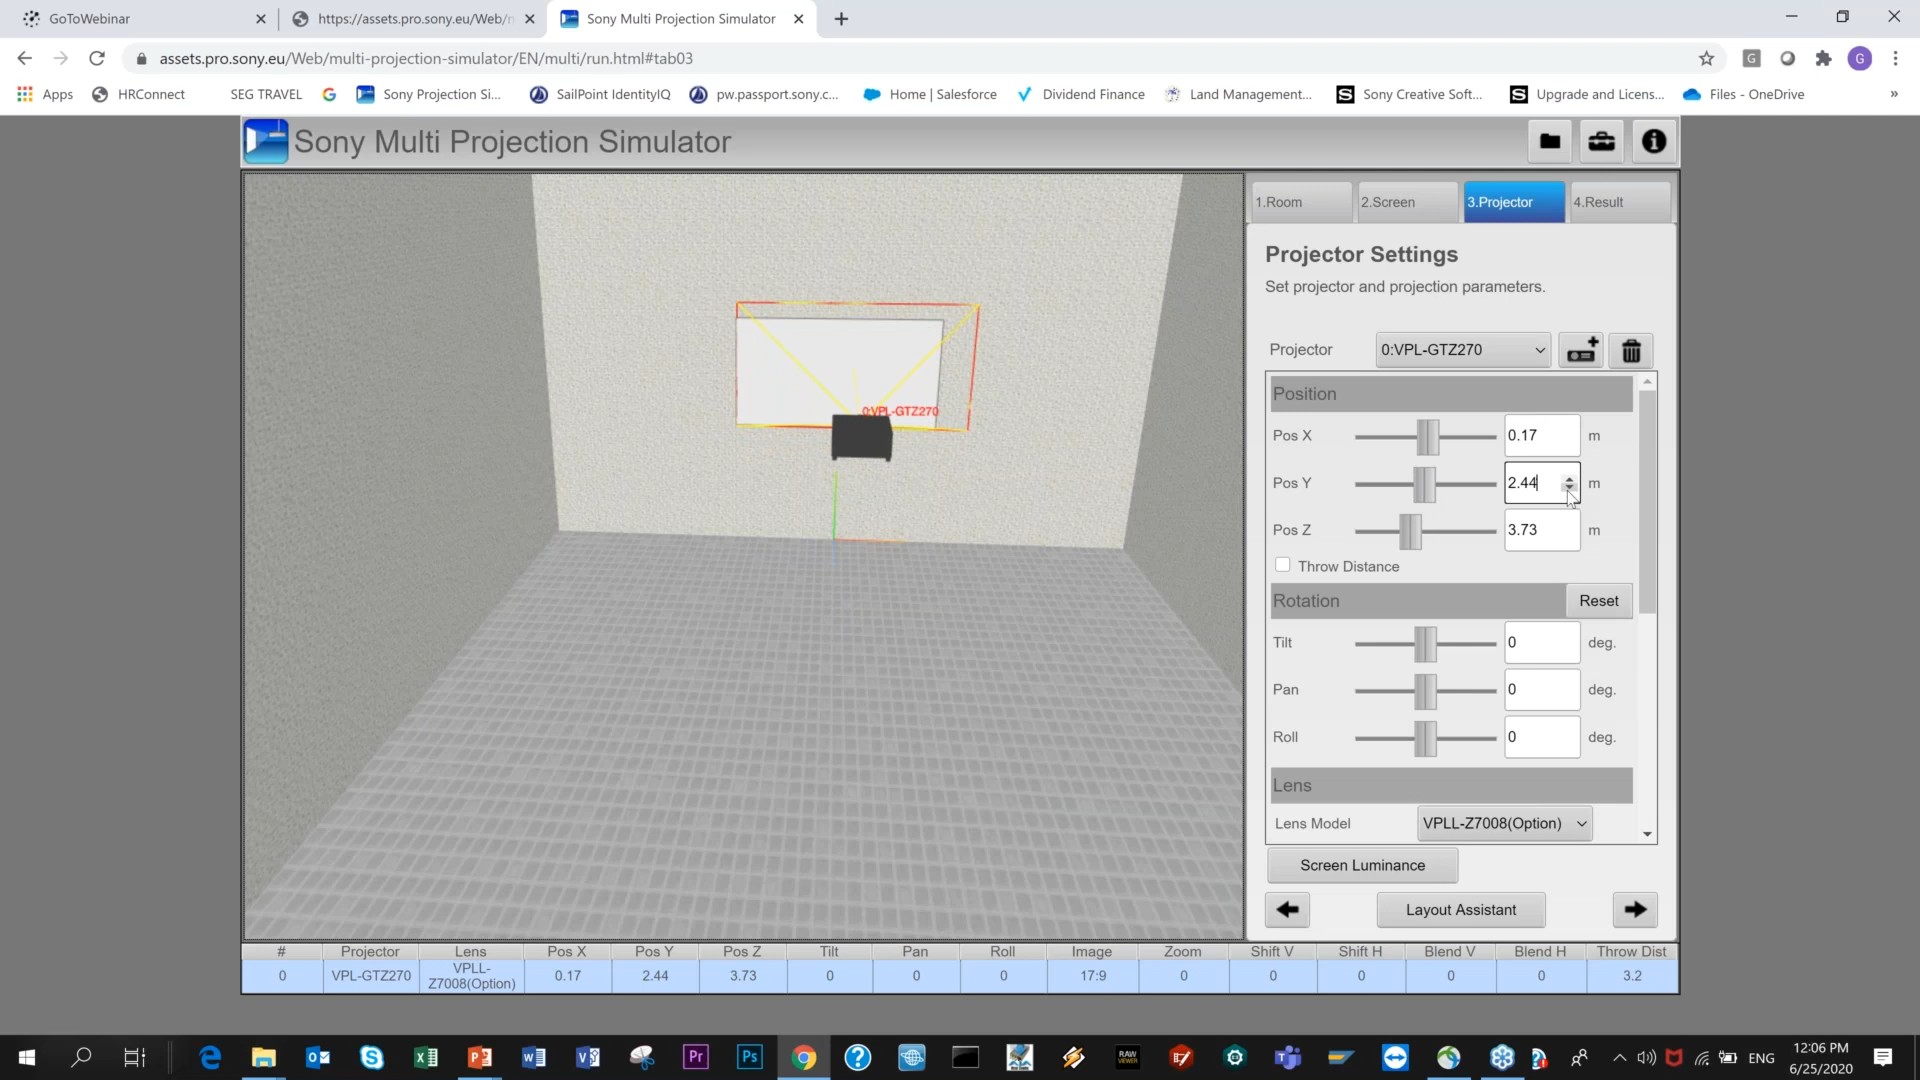 GoToWebinar
https://assets.pro.sony.eu/Web/
Sony Multi Projection Simulator
assets.pro.sony.eu/Web/multi-projection-simulator/EN/multi/run.html#tab03
G
G
Apps
HRConnect
SEG TRAVEL
Sony Projection Si...
SailPoint IdentityIQ
pw.passport.sony.c...
Home | Salesforce
Dividend Finance
Land Management...
Sony Creative Soft...
Upgrade and Licens...
Files - OneDrive
»
Sony Multi Projection Simulator
1.Room
2.Screen
3.Projector
4.Result
Projector Settings
Set projector and projection parameters.
Projector
0:VPL-GTZ270
Position
Pos X
0.17
m
0:VPL-GTZ270
Pos Y
2.44
m
Pos Z
3.73
m
Throw Distance
Rotation
Reset
Tilt
0
deg.
Pan
0
deg.
Roll
0
deg.
Lens
Lens Model
VPLL-Z7008(Option)
Screen Luminance
Layout Assistant
# Projector Lens Pos X Pos Y Pos Z Tilt Pan Roll Image Zoom Shift V Shift H Blend V Blend H Throw Dist
0 VPL-GTZ270 VPLL-Z7008(Option) 0.17 2.44 3.73 0 0 0 17:9 0 0 0 0 0 3.2
Pr
Ps
RAW
VIEWER
ENG
12:06 PM
6/25/2020